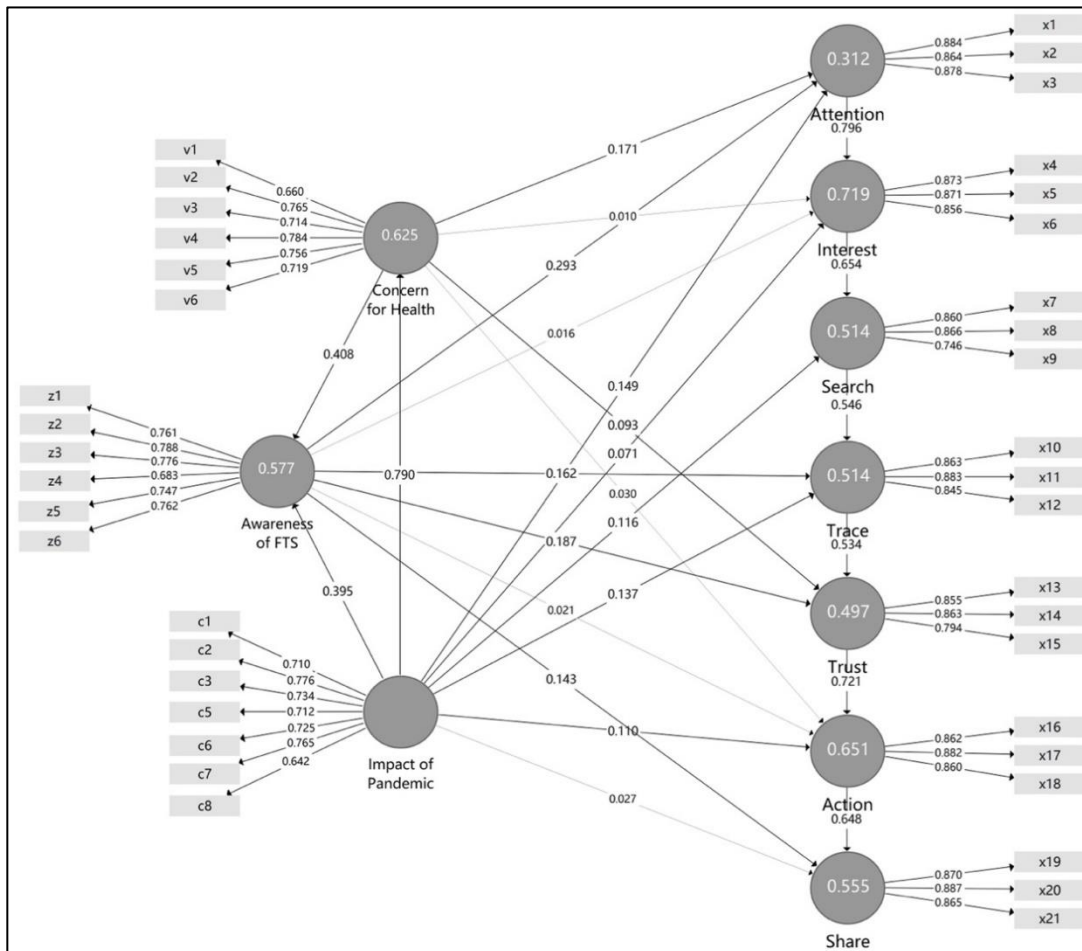 x1
0.884
0.312
0.864
x2
0.878
x3
Attention
0.796
v1
0.171
x4
v2
0.660
0.873
0.765
0.719
0.871
x5
v3
0.714
0.010
0.856
x6
v4
0.784
0.625
v5
0.756
Interest
0.719
0.293
0.654
v6
Concern
for Health
x7
0.860
0.016
0.514
0.866
x8
0.408
0.746
x9
Search
0.149
0.546
z1
0.093
z2
0.761
x10
0.788
0.863
z3
0.776
0.577
0.790
0.162
0.071
0.514
0.883
x11
z4
0.683
0.845
x12
0.747
0.030
z5
0.762
0.116
Awareness
of FTS
Trace
z6
0.187
0.534
0.395
0.137
x13
0.855
0.021
0.497
0.863
x14
c1
0.794
x15
c2
0.710
0.776
Trust
c3
0.734
0.143
0.721
c5
0.712
0.110
x16
0.725
0.862
c6
0.765
0.651
0.882
x17
c7
0.642
Impact of
Pandemic
0.860
x18
c8
0.027
Action
0.648
x19
0.870
0.555
0.887
x20
0.865
x21
Share